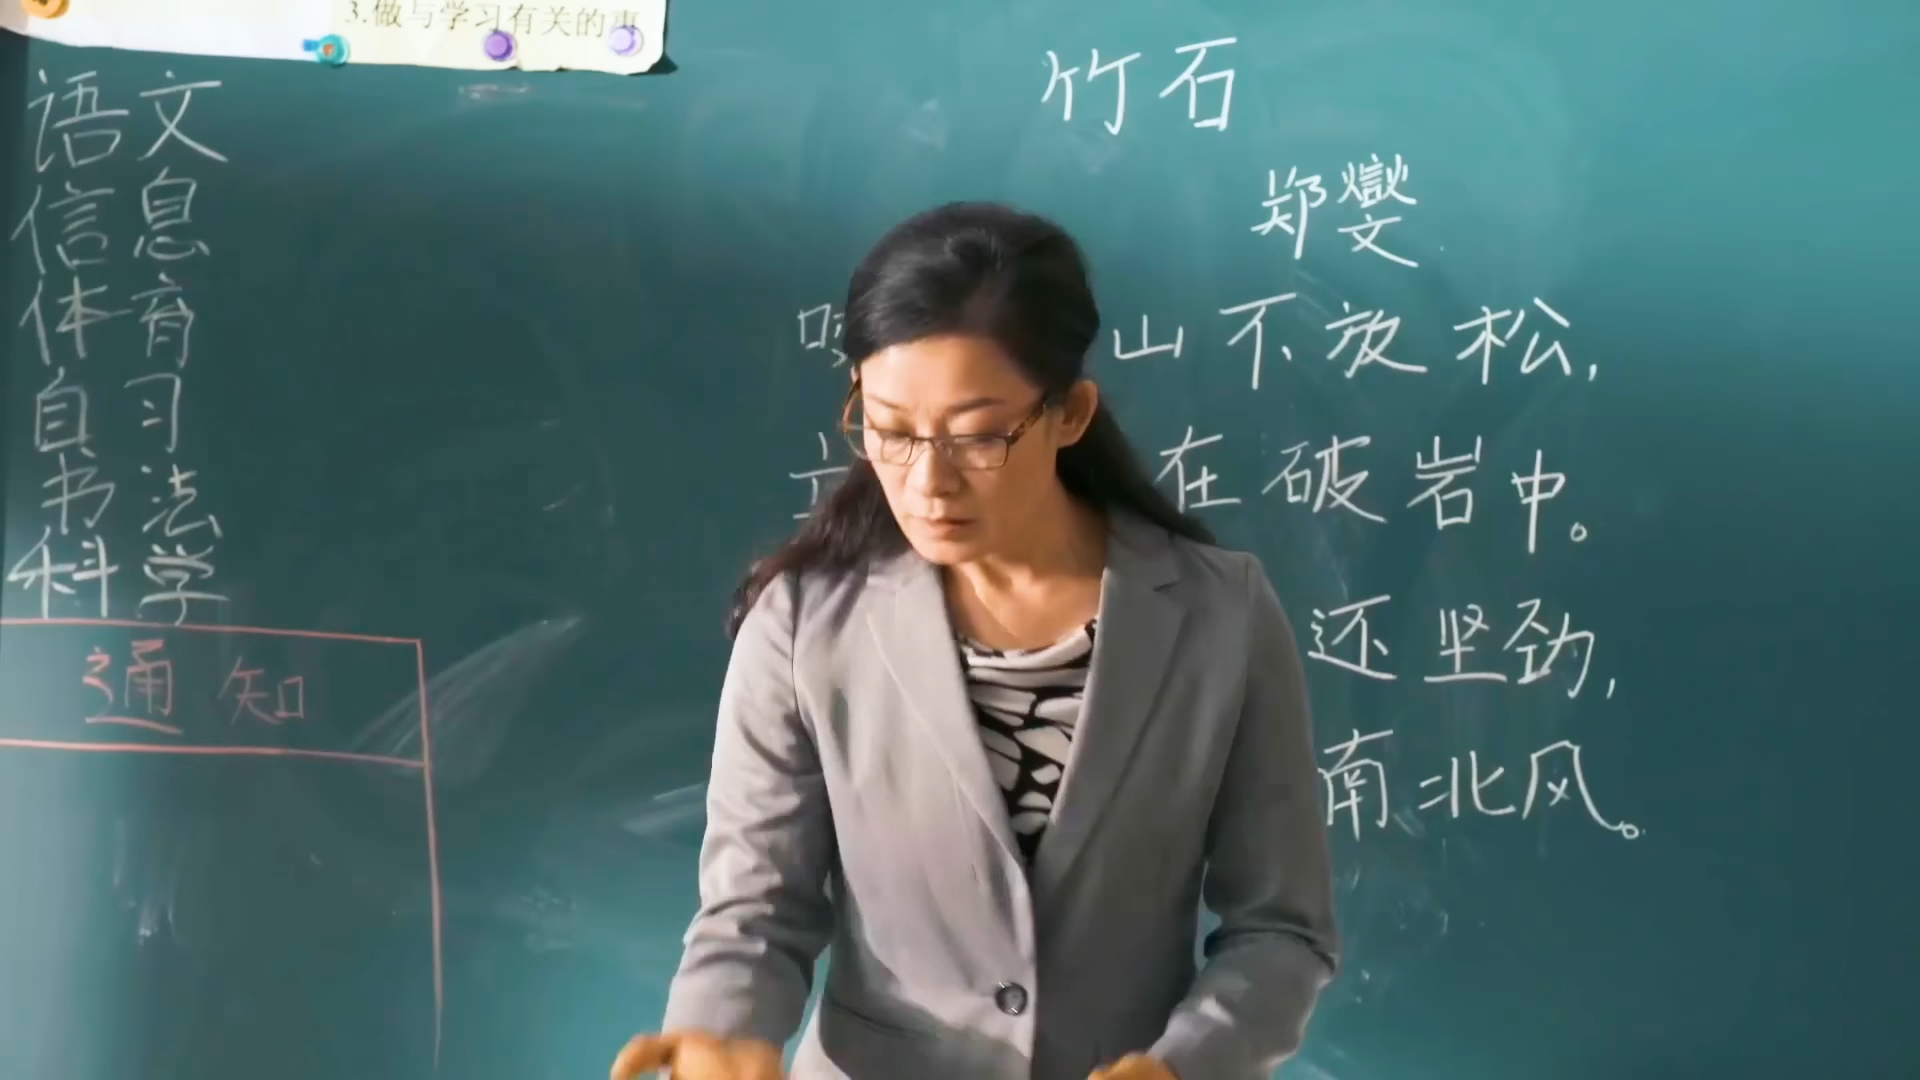 3.做与学习有关的事
语文
信息
体育
自习
书法
科学
通知
竹石
郑燮
咬 山不放松，
立 在破岩中。
还坚劲，
南北风。